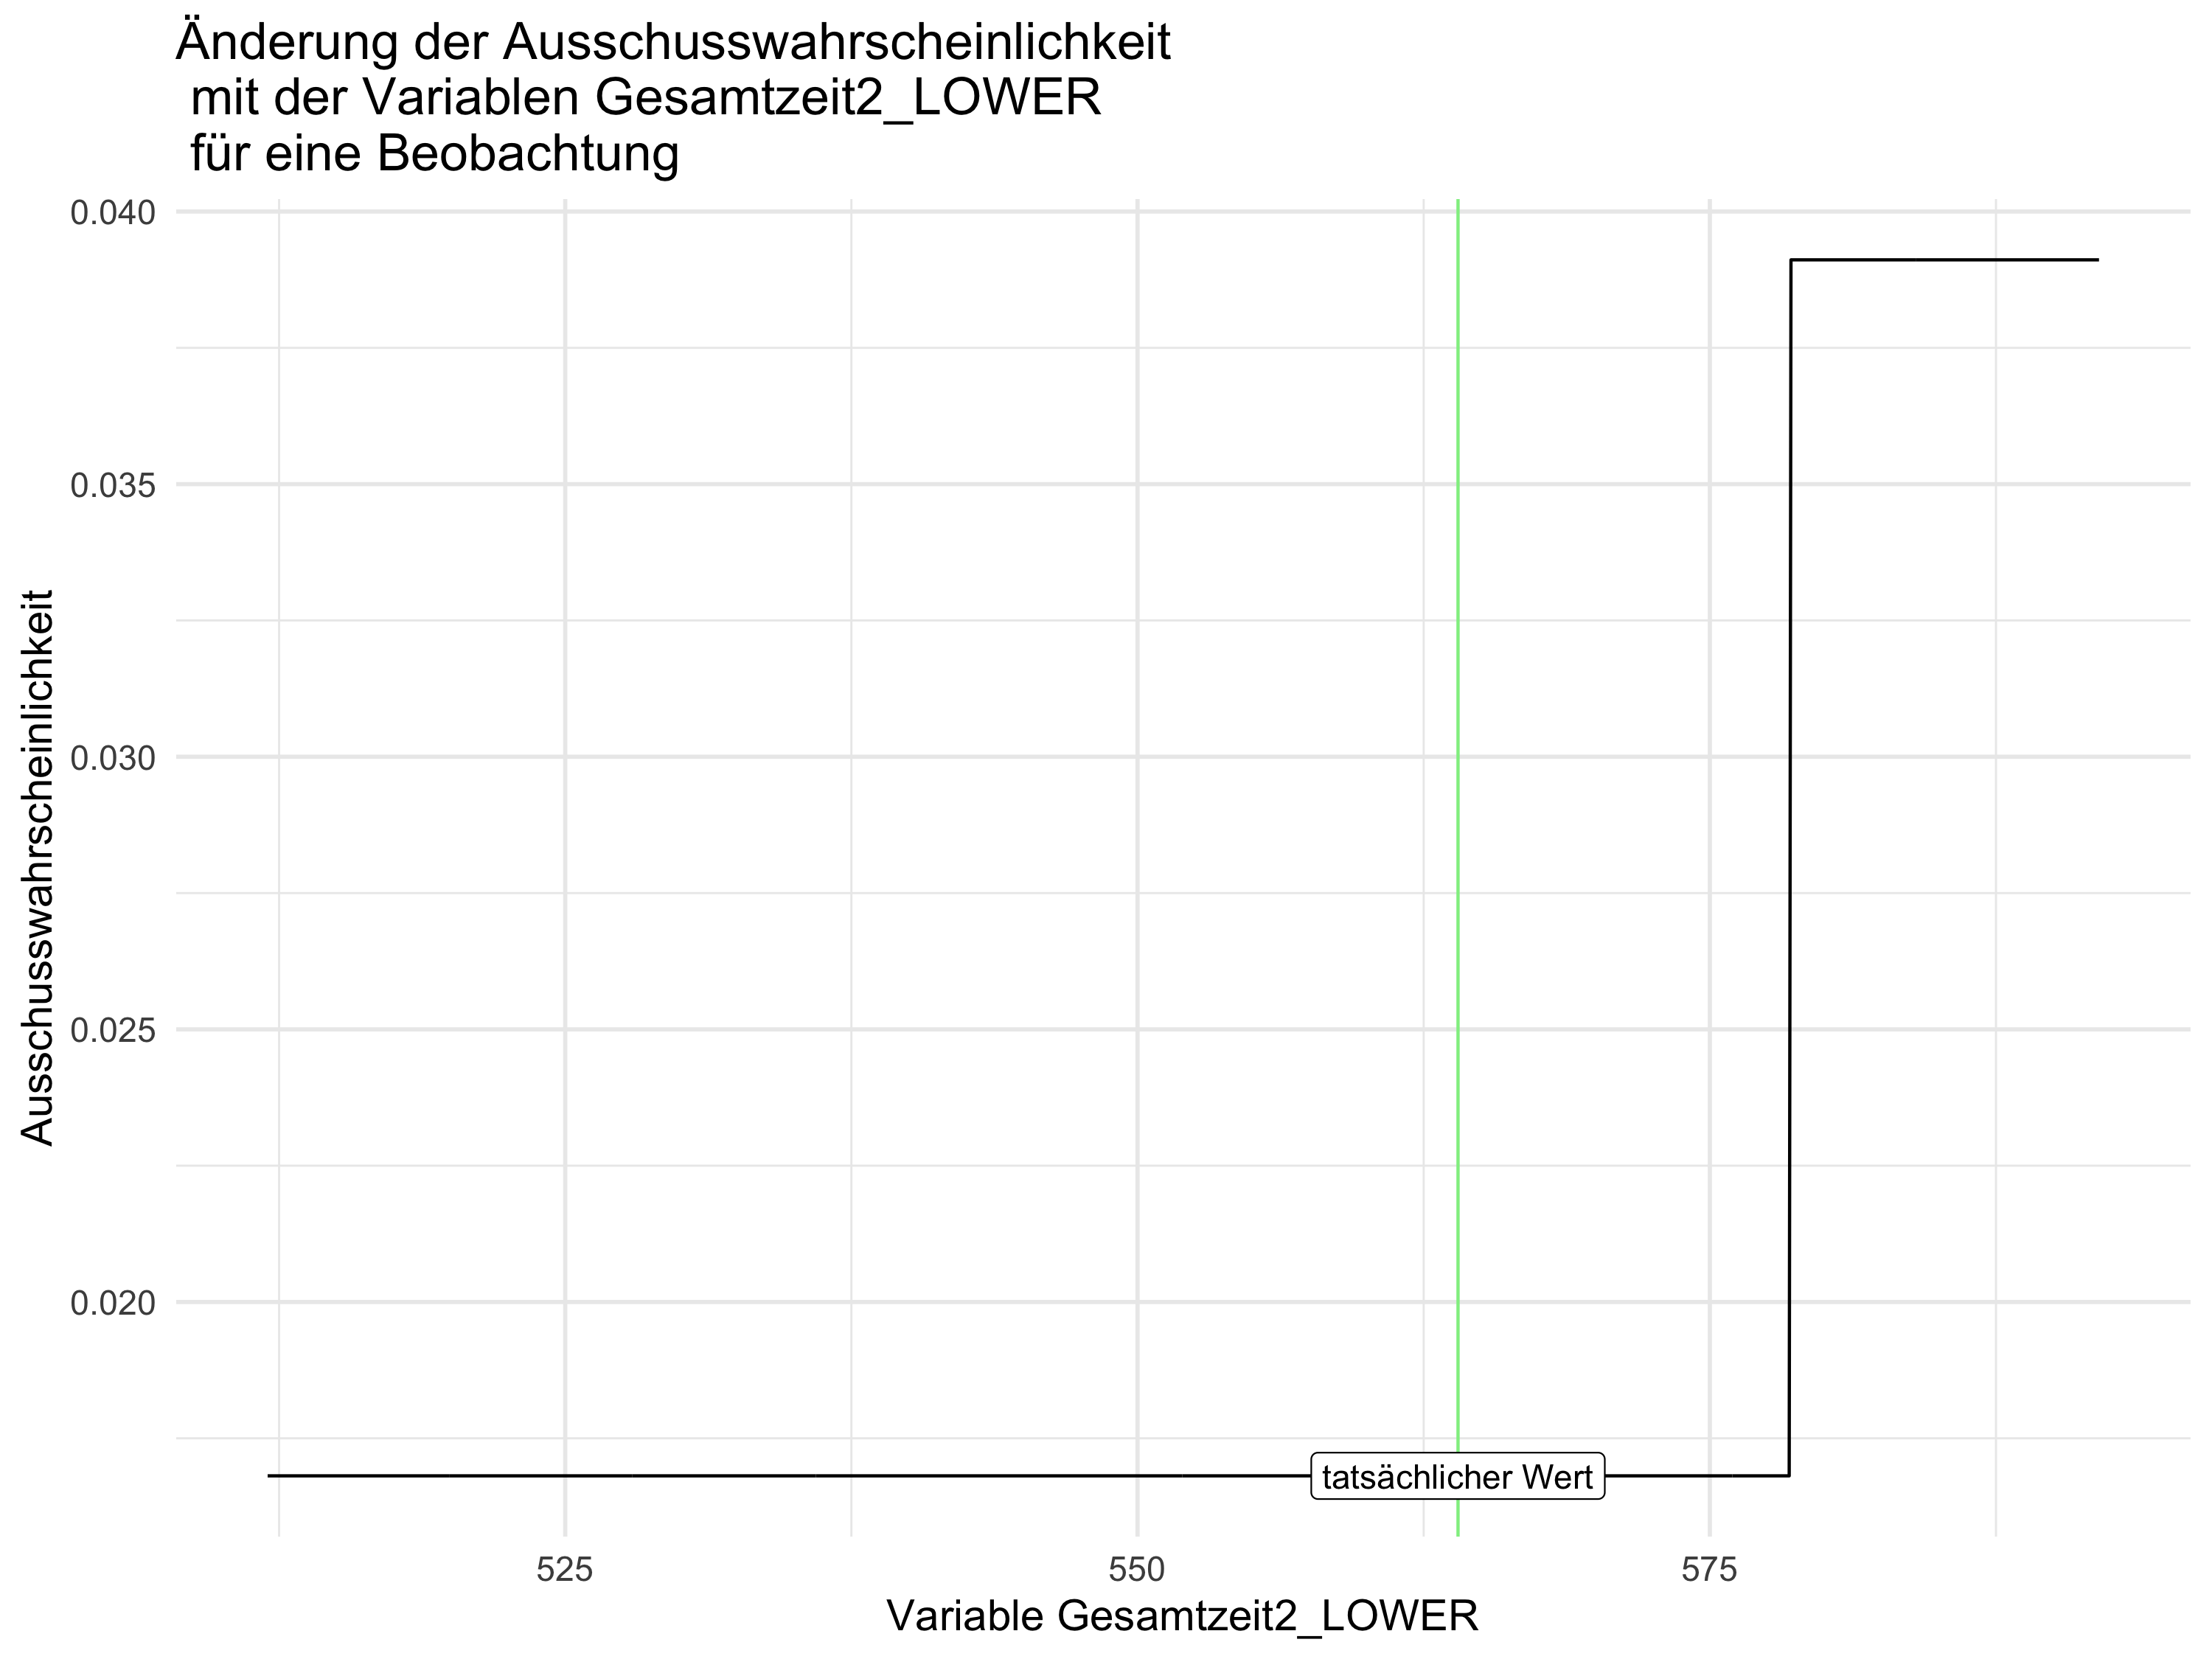 Änderung der Ausschusswahrscheinlichkeit
mit der Variablen Gesamtzeit2_LOWER
für eine Beobachtung
0.040
0.035
0.030
0.025
0.020
Ausschusswahrscheinlichkeit
tatsächlicher Wert
525
550
575
Variable Gesamtzeit2_LOWER